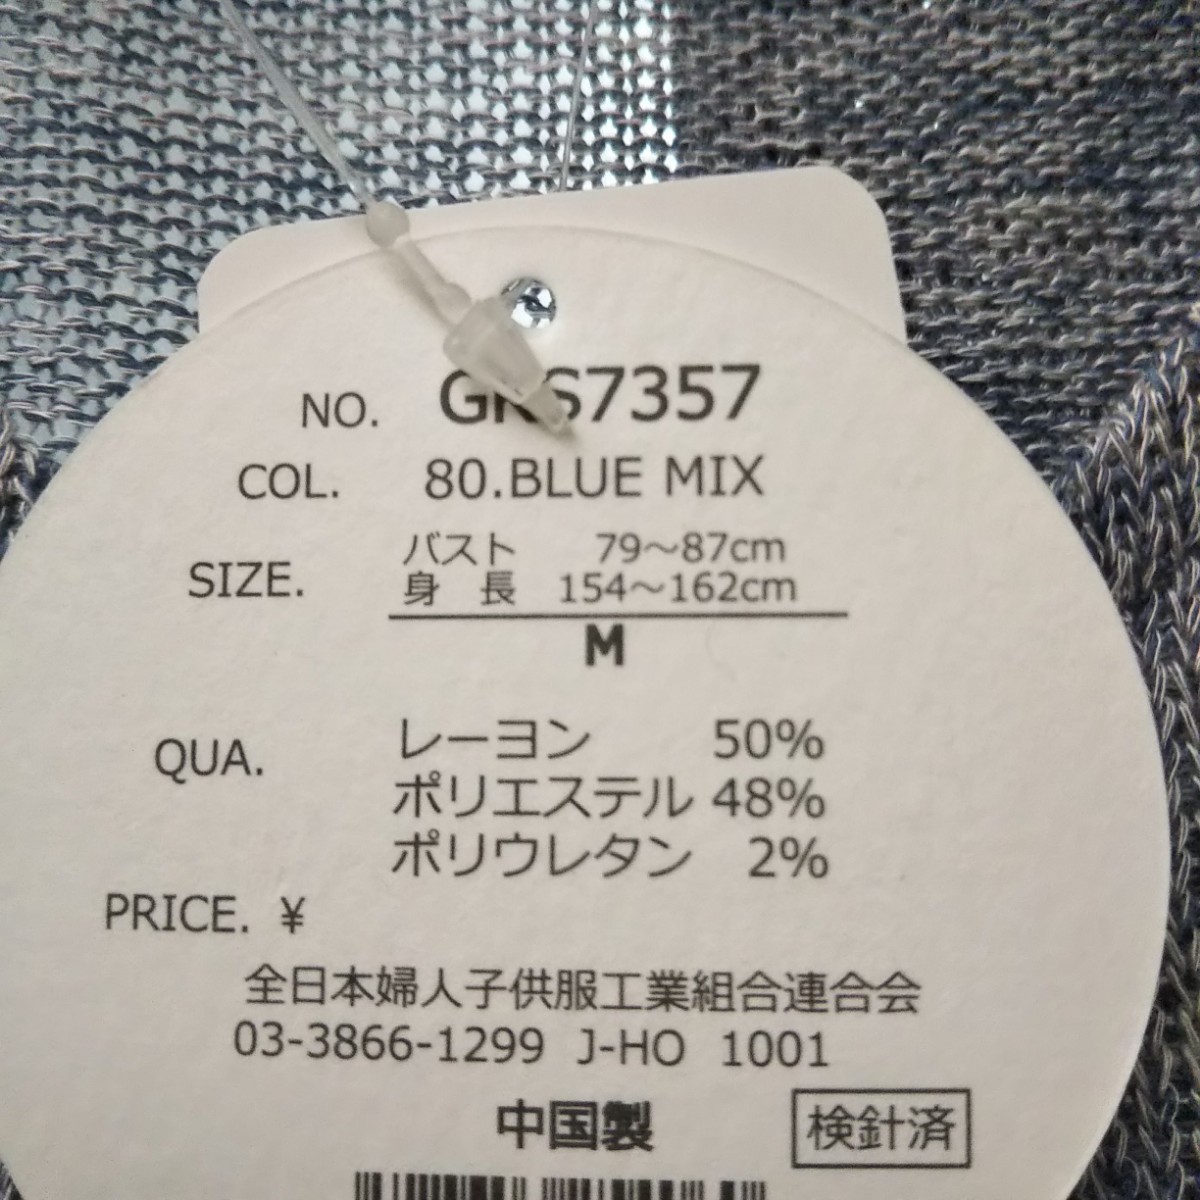 NO.
COL. 80.BLUE MIX
SIZE. バスト 79～87cm
身 長 154～162cm
M
QUA. レーヨン 50%
ポリエステル 48%
ポリウレタン 2%
PRICE. ¥
全日本婦人子供服工業組合連合会
03-3866-1299 J-HO 1001
中国製 検針済